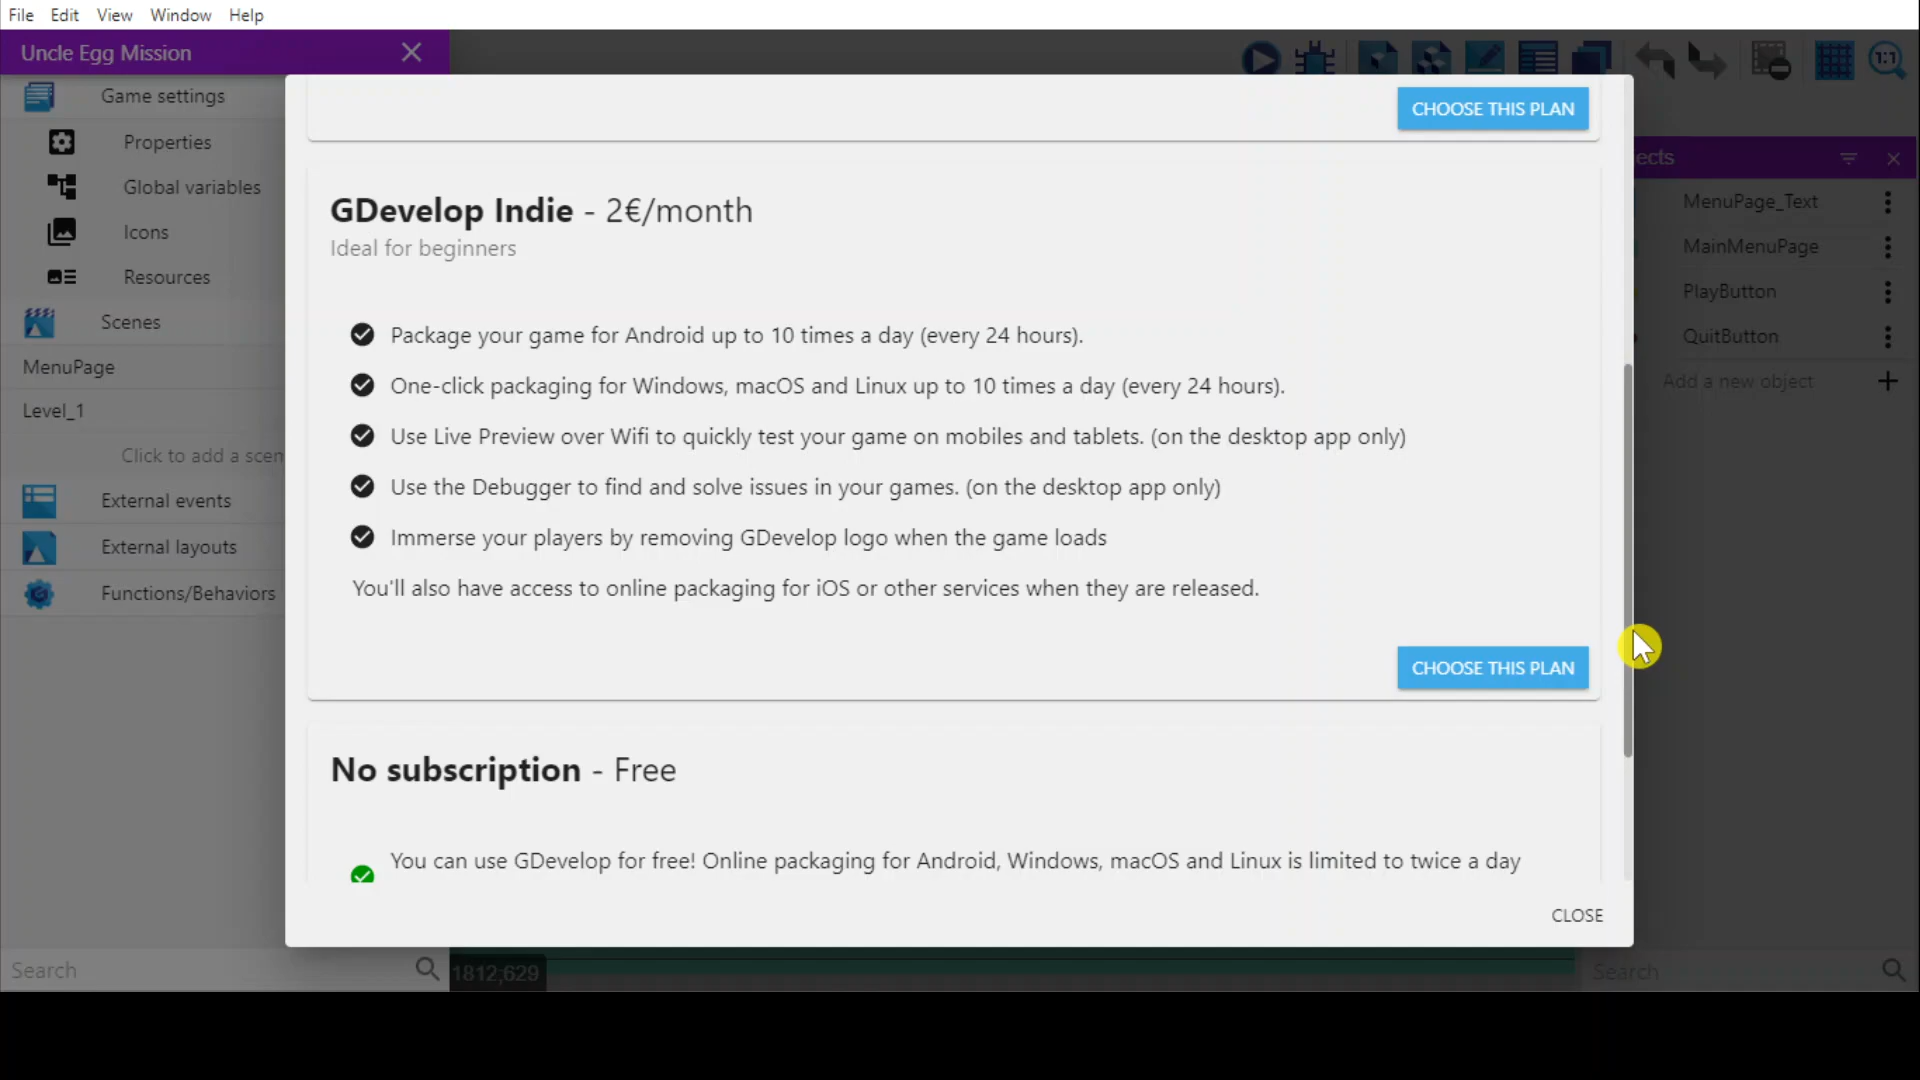 File Edit View Window Help
Uncle Egg Mission
Game settings
Properties
Global variables
Icons
Resources
Scenes
MenuPage
Level_1
Click to add a scen
External events
External layouts
Functions/Behaviors
Search
CHOOSE THIS PLAN
GDevelop Indie - 2€/month
Ideal for beginners
Package your game for Android up to 10 times a day (every 24 hours).
One-click packaging for Windows, macOS and Linux up to 10 times a day (every 24 hours).
Use Live Preview over Wifi to quickly test your game on mobiles and tablets. (on the desktop app only)
Use the Debugger to find and solve issues in your games. (on the desktop app only)
Immerse your players by removing GDevelop logo when the game loads
You'll also have access to online packaging for iOS or other services when they are released.
CHOOSE THIS PLAN
No subscription - Free
You can use GDevelop for free! Online packaging for Android, Windows, macOS and Linux is limited to twice a day
CLOSE
1812;629
1:1
ects
MenuPage_Text
MainMenuPage
PlayButton
QuitButton
Add a new object
Search